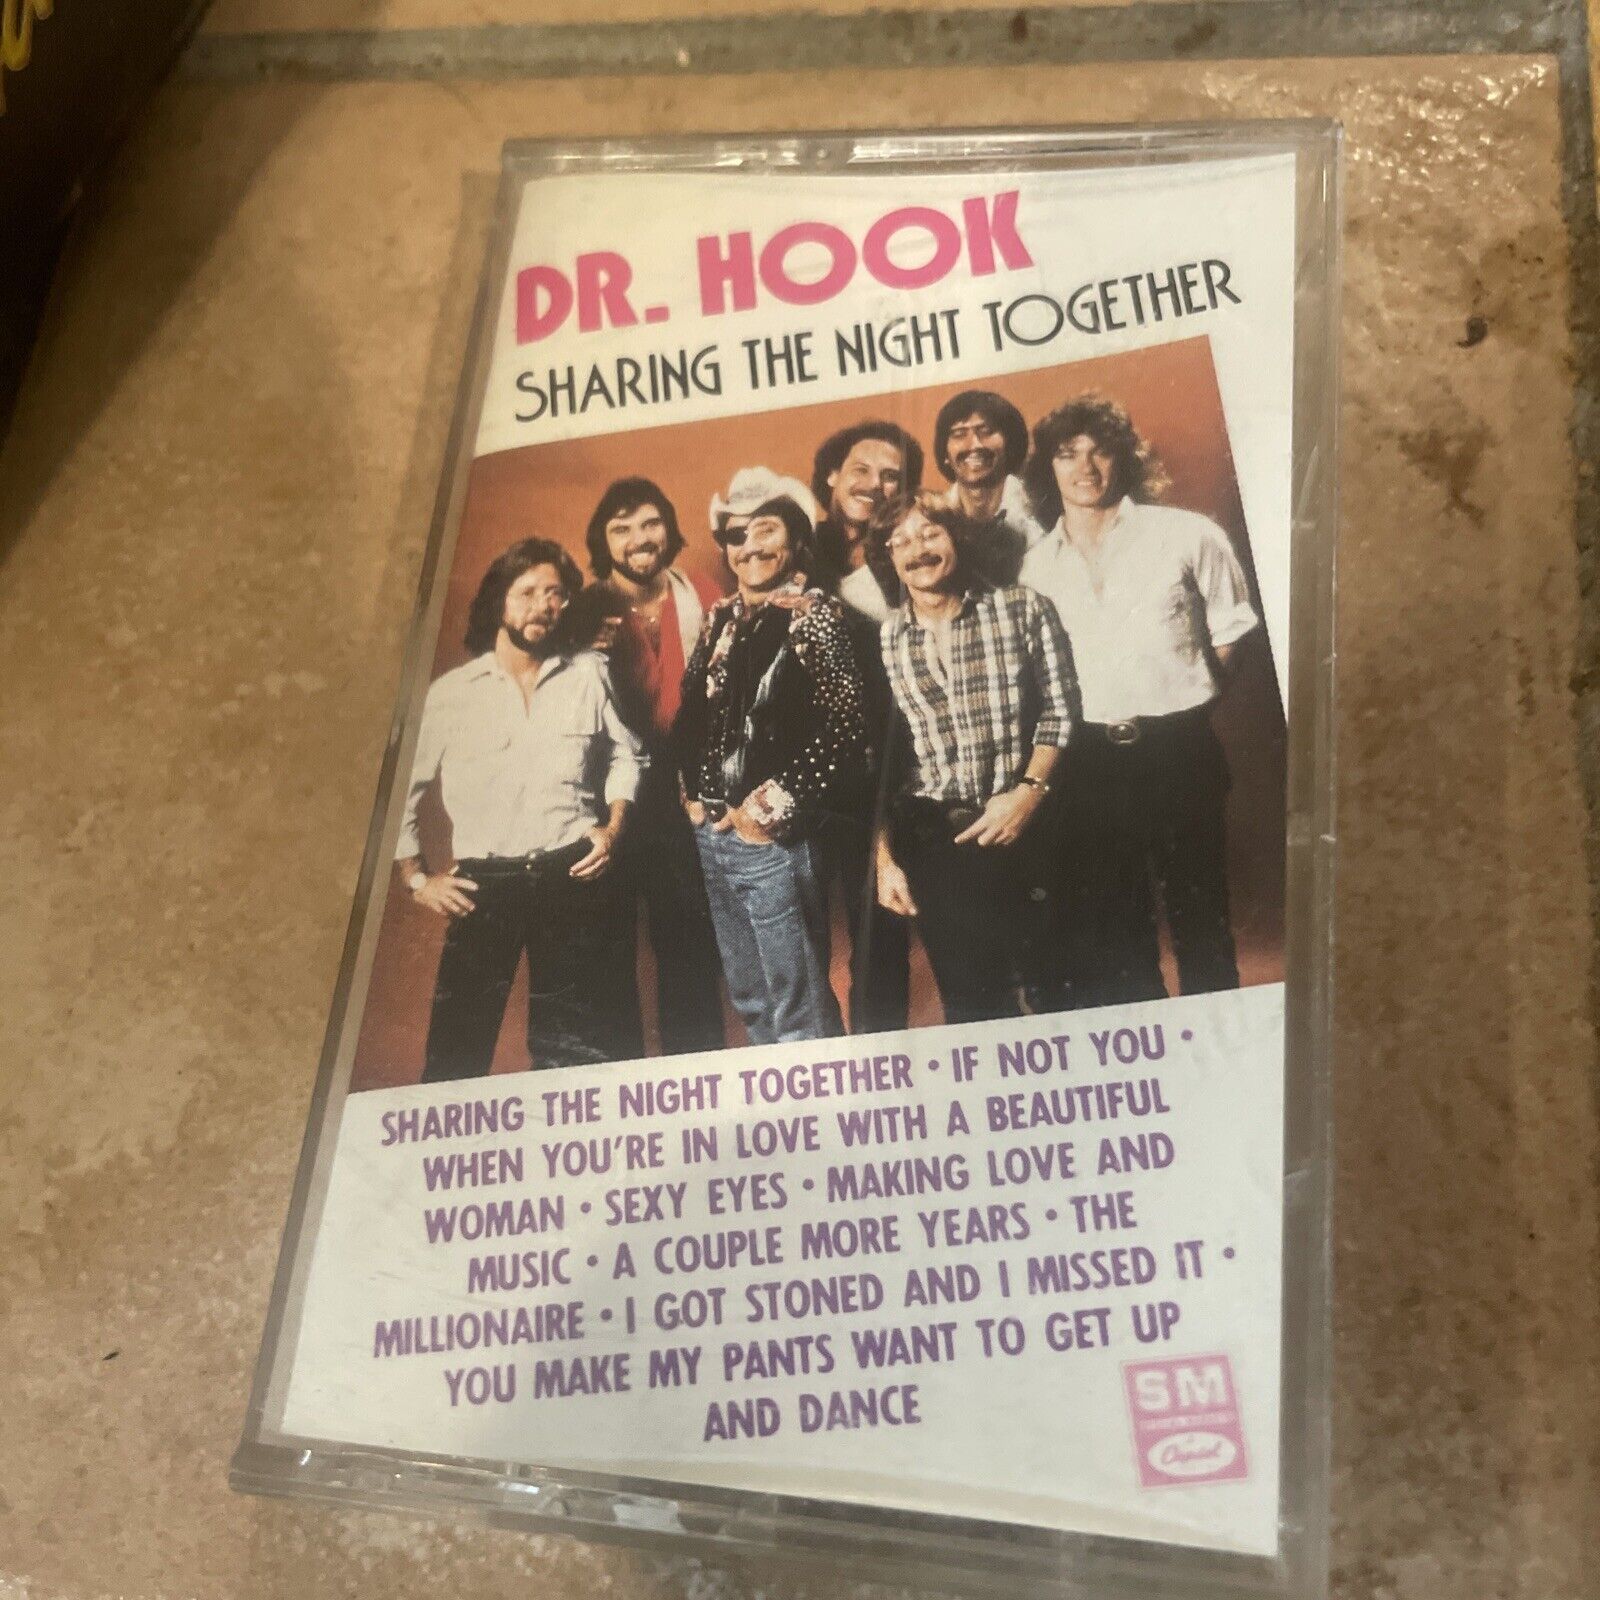 DR. HOOK
SHARING THE NIGHT TOGETHER
SHARING THE NIGHT TOGETHER • IF NOT YOU •
WHEN YOU'RE IN LOVE WITH A BEAUTIFUL
WOMAN • SEXY EYES • MAKING LOVE AND
MUSIC • A COUPLE MORE YEARS • THE
MILLIONAIRE • I GOT STONED AND I MISSED IT •
YOU MAKE MY PANTS WANT TO GET UP
AND DANCE
SM
Capitol